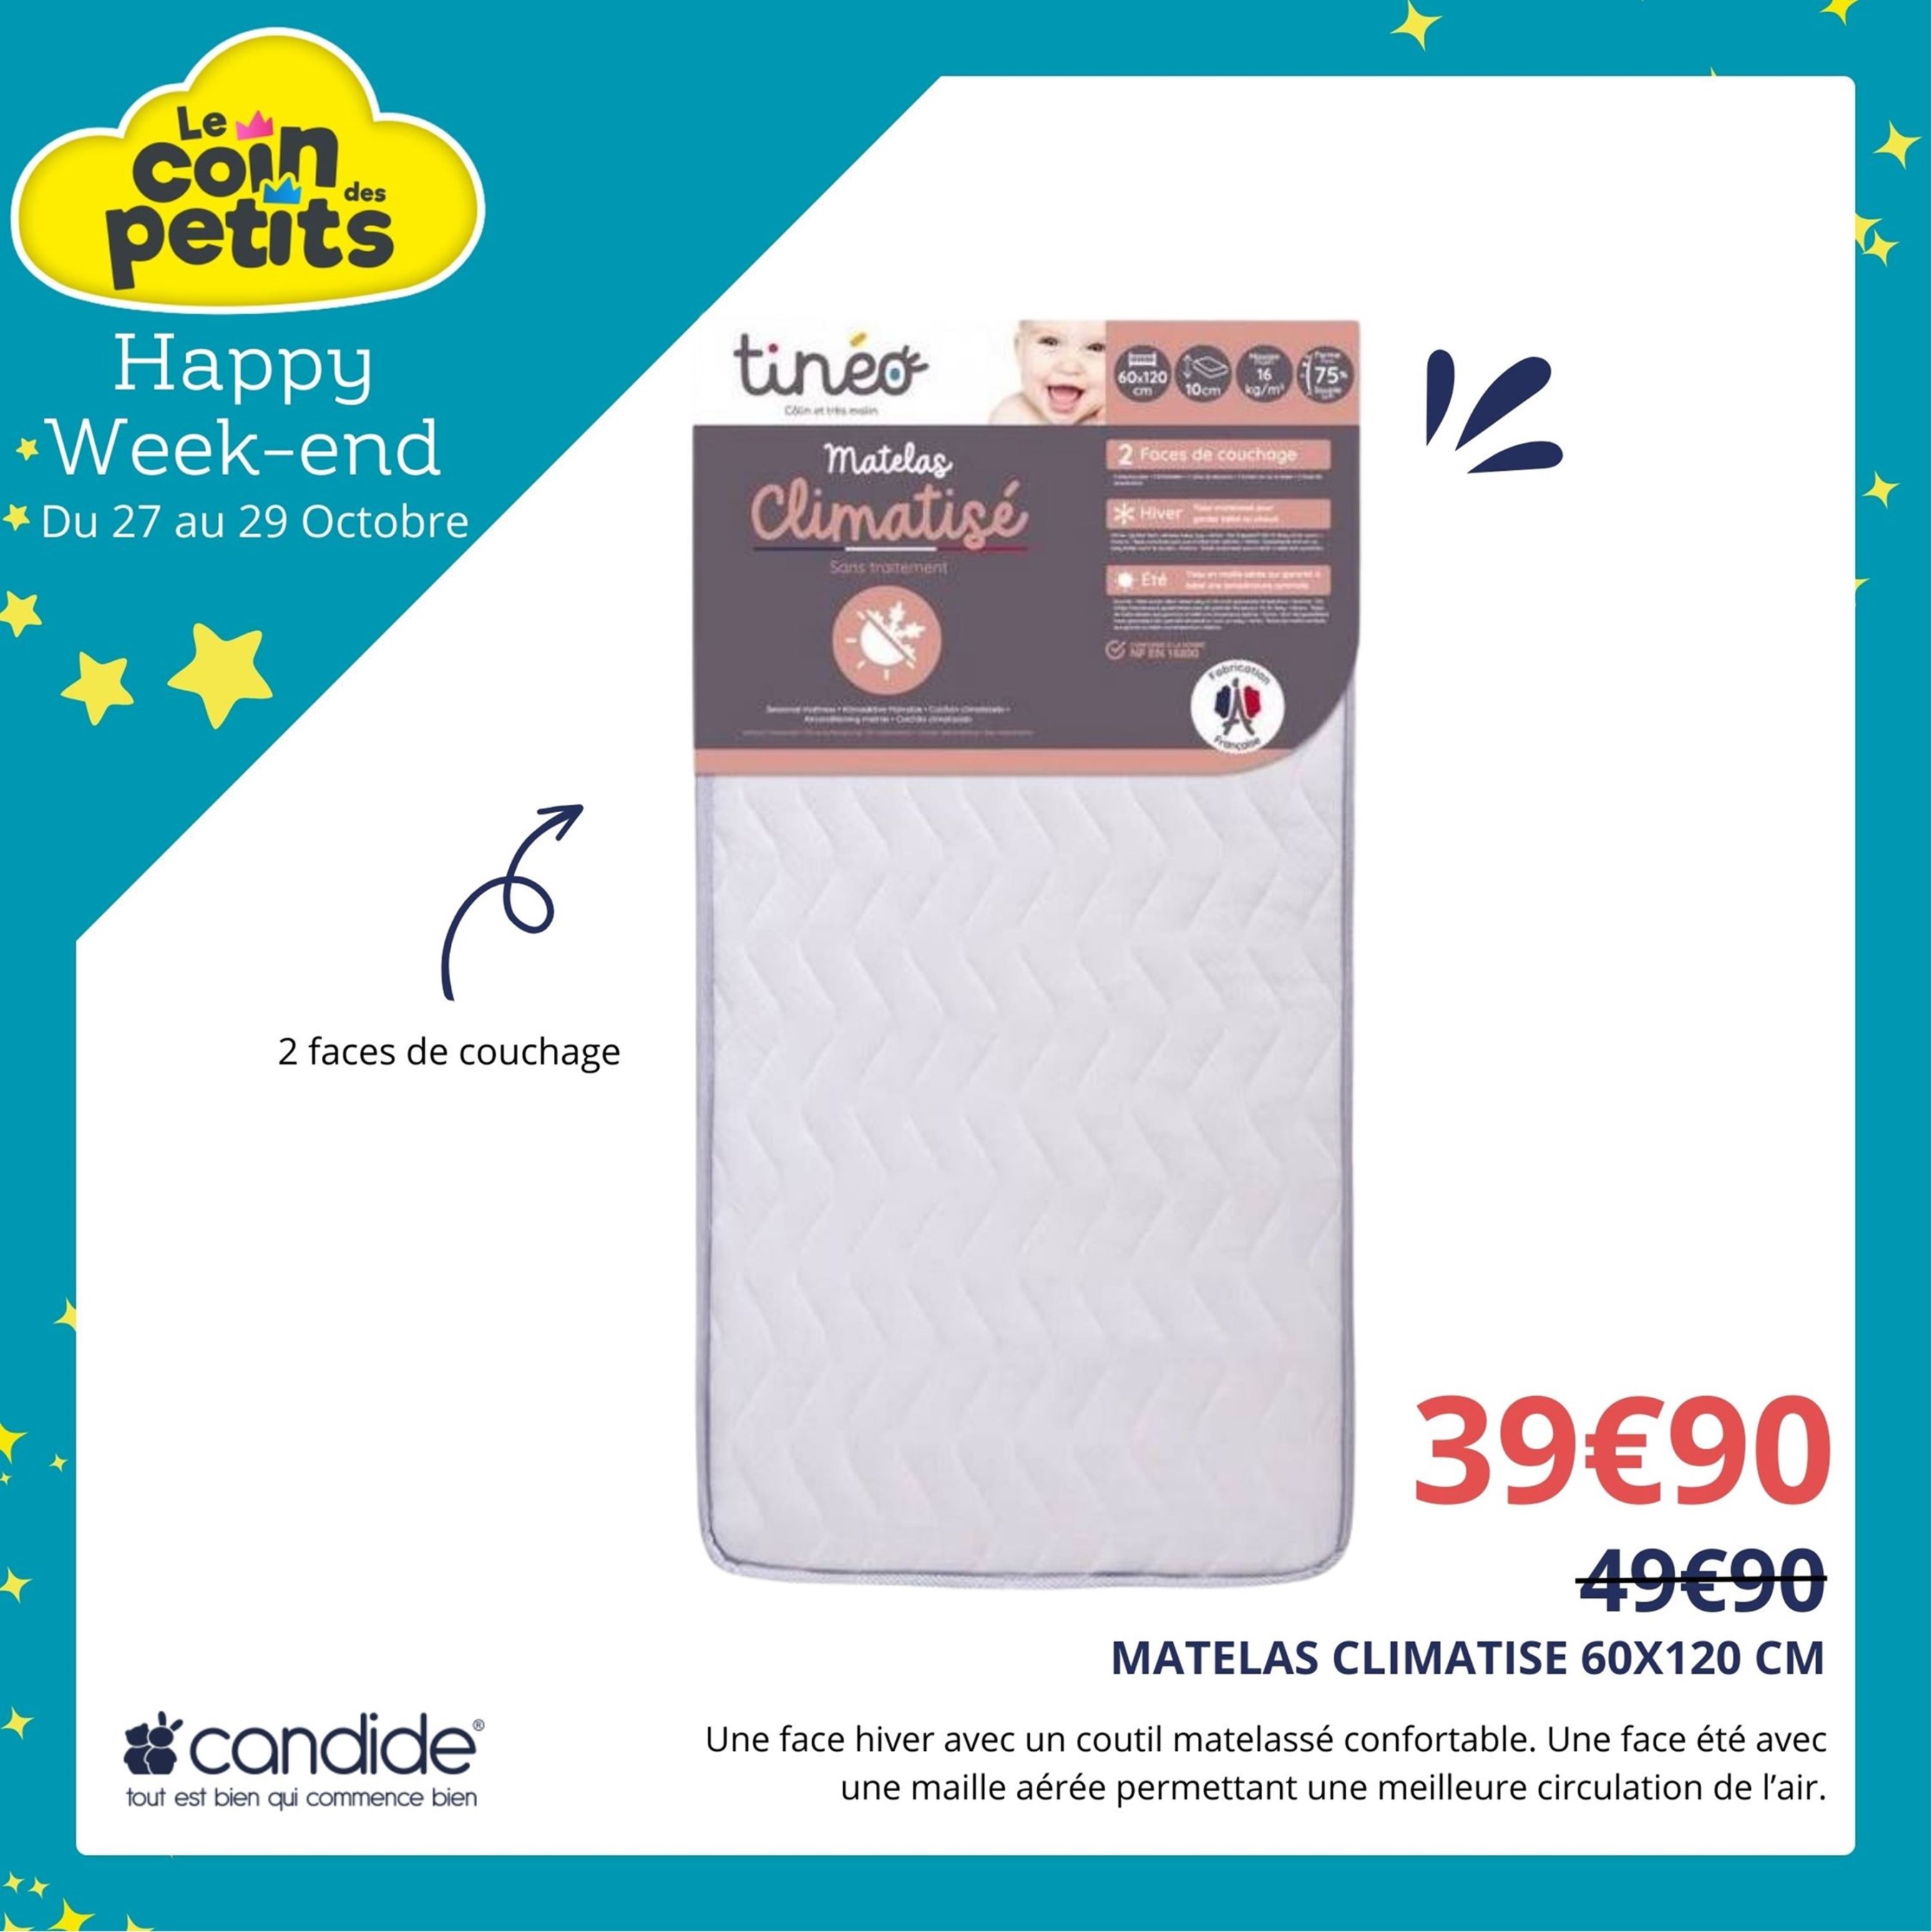 Le
coin
des
petits
Happy
Week-end
Du 27 au 29 Octobre
tinéo
Câlin et très malin
60x120
cm
10cm
16
kg/m³
75%
Matelas
Climatisé
Sans traitement
2 Faces de couchage
Hiver
Été
NF EN 16890
Fabrication
Française
2 faces de couchage
39€90
49€90
MATELAS CLIMATISE 60X120 CM
Une face hiver avec un coutil matelassé confortable. Une face été avec
une maille aérée permettant une meilleure circulation de l’air.
candide®
tout est bien qui commence bien